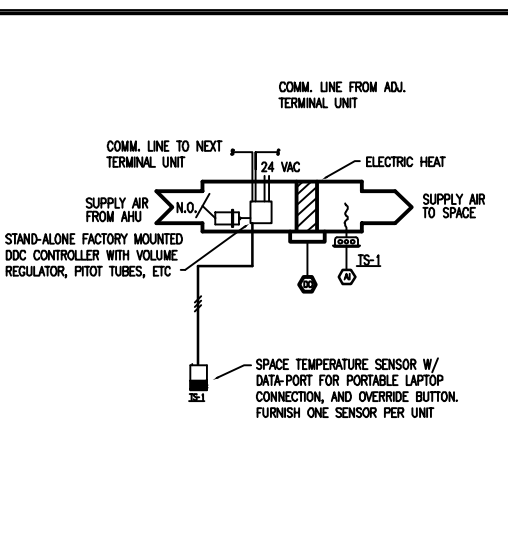 COMM. LINE FROM ADJ.
TERMINAL UNIT
COMM. LINE TO NEXT
TERMINAL UNIT
24 VAC
ELECTRIC HEAT
SUPPLY AIR
FROM AHU
N.O.
SUPPLY AIR
TO SPACE
STAND-ALONE FACTORY MOUNTED
DDC CONTROLLER WITH VOLUME
REGULATOR, PITOT TUBES, ETC
TS-1
DO
AI
SPACE TEMPERATURE SENSOR W/
DATA-PORT FOR PORTABLE LAPTOP
CONNECTION, AND OVERRIDE BUTTON.
FURNISH ONE SENSOR PER UNIT
TS-1